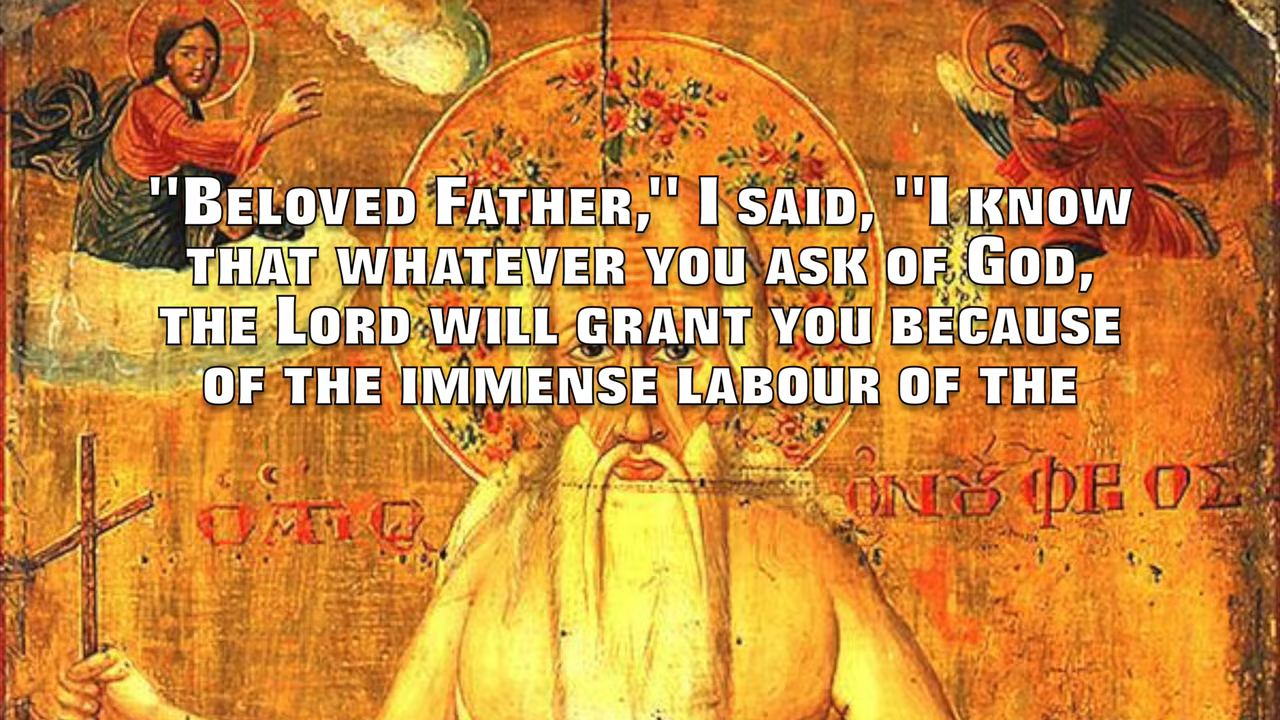 "Beloved Father," I said, "I know
that whatever you ask of God,
the Lord will grant you because
of the immense labour of the
ΟΝȢΦΡΙΟΣ